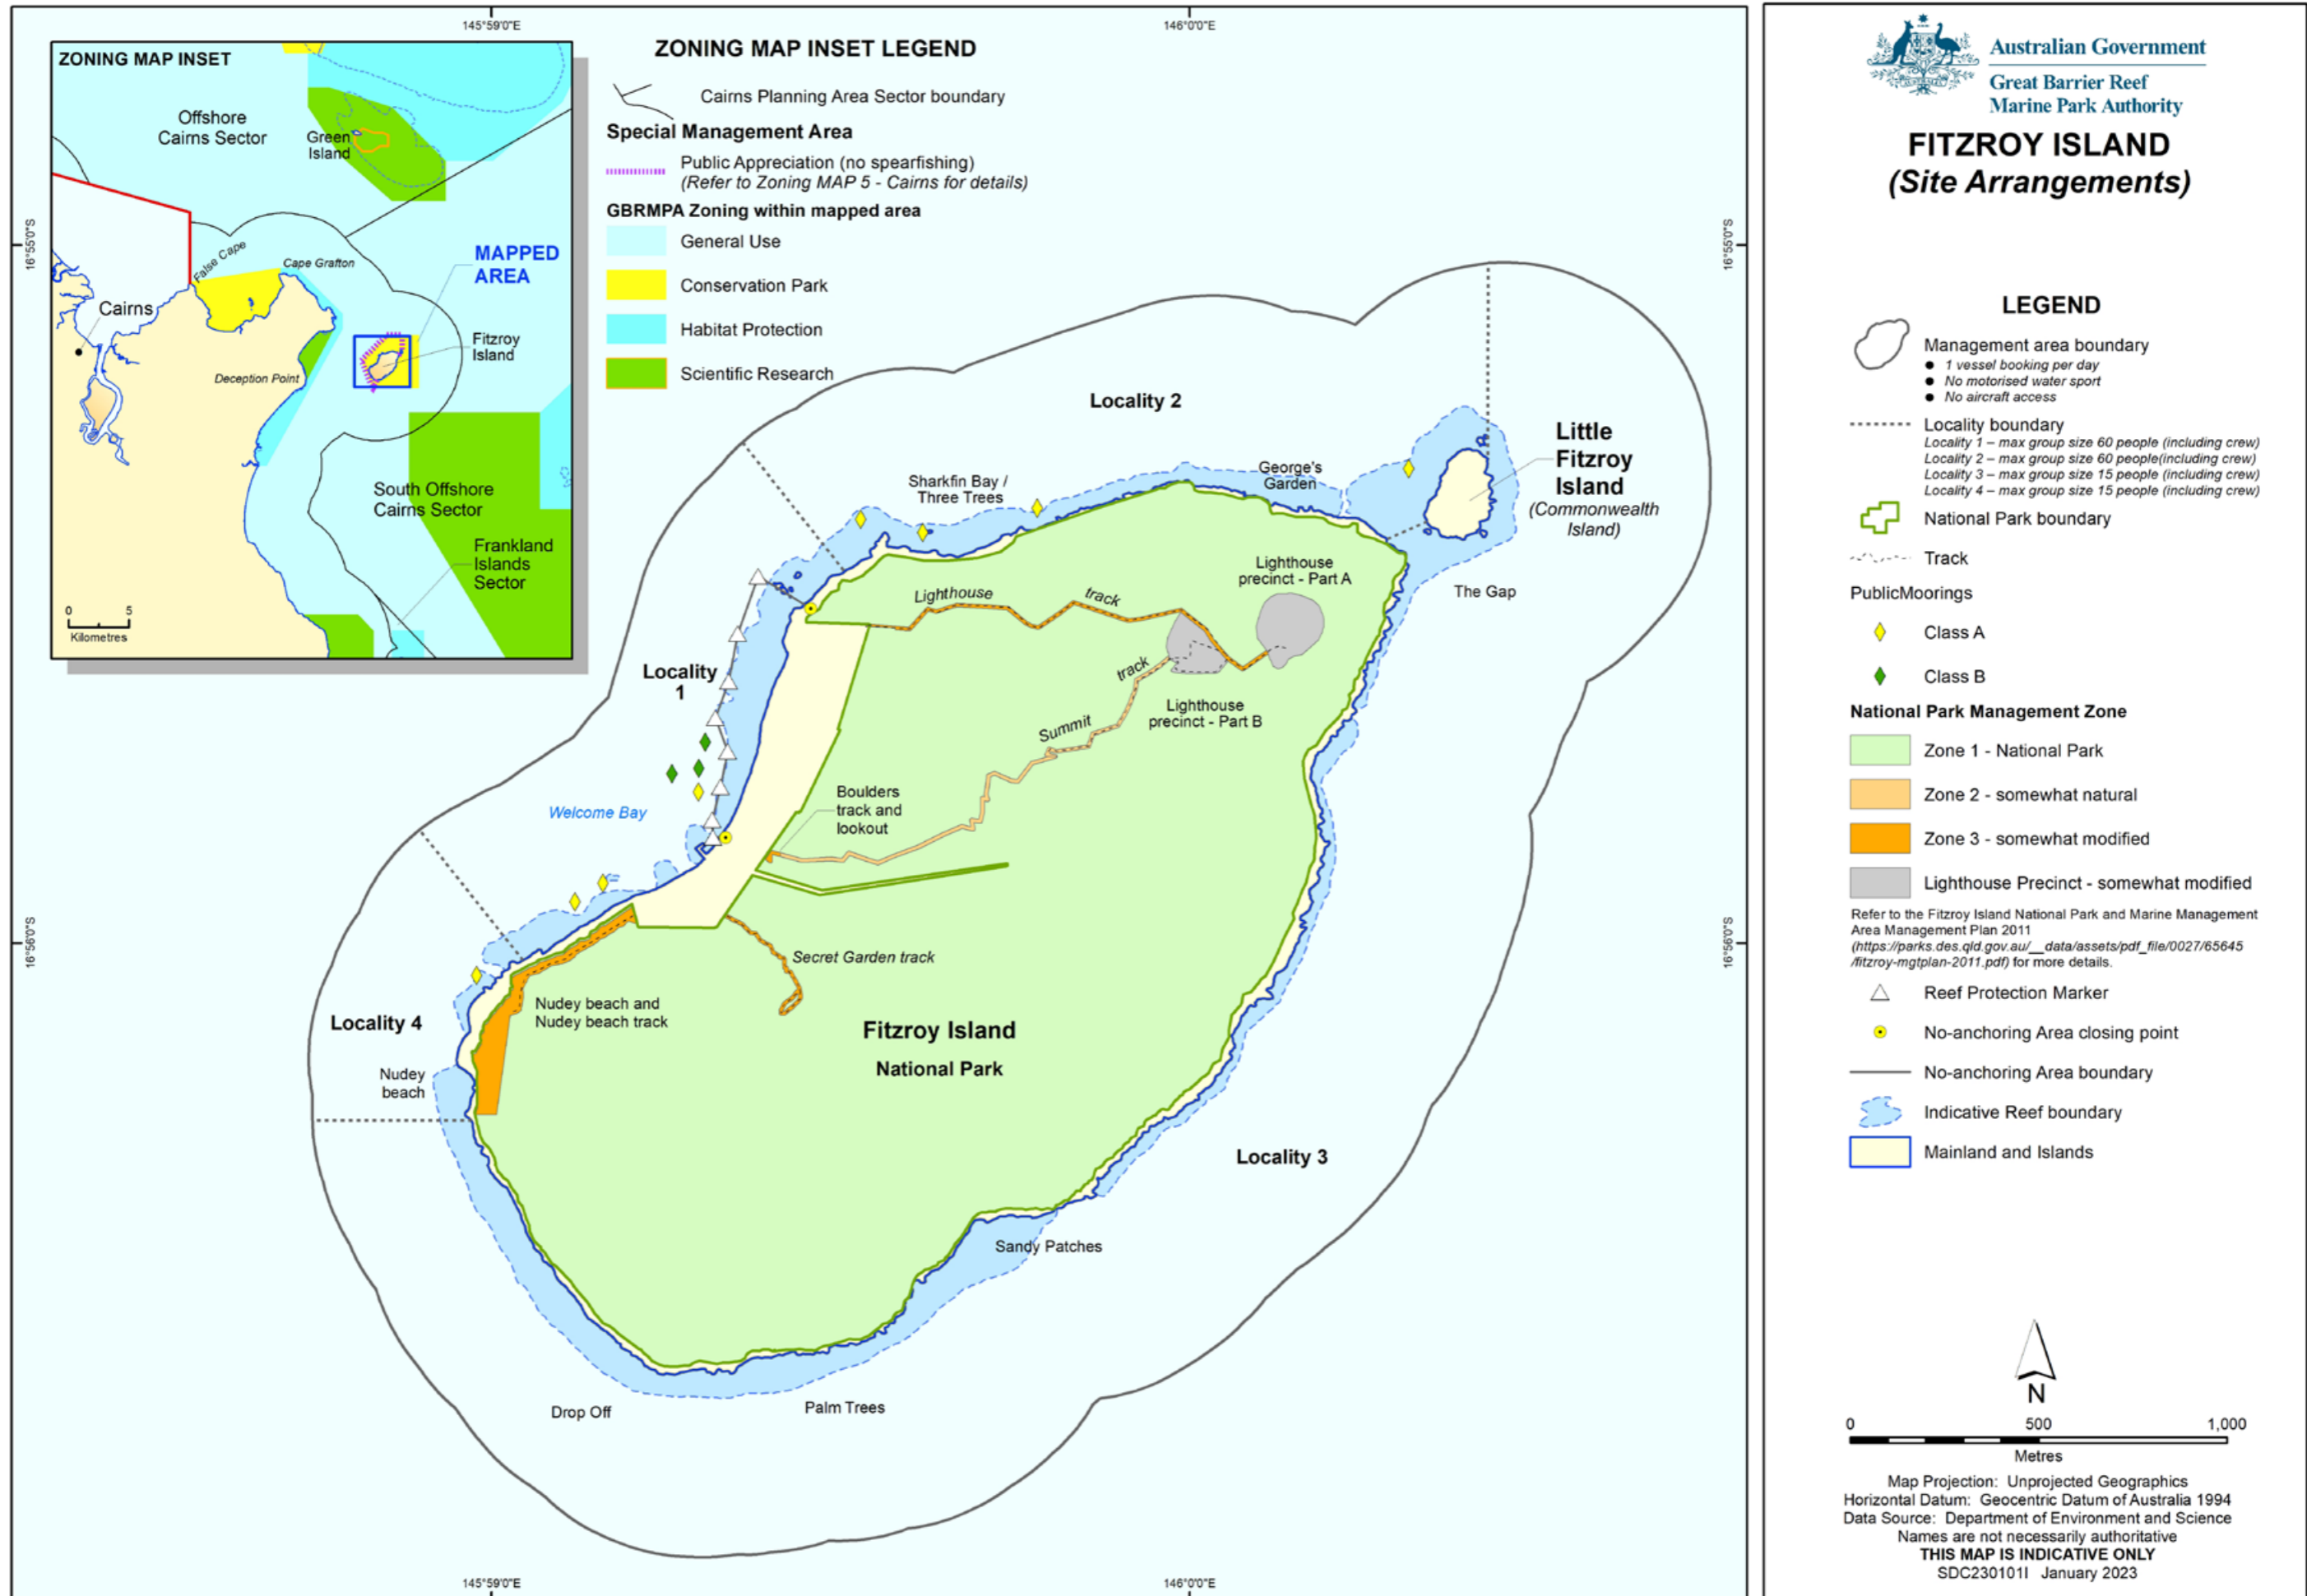 145°59'0"E
146°0'0"E
16°55'0"S
16°55'0"S
16°56'0"S
16°56'0"S
145°59'0"E
146°0'0"E
ZONING MAP INSET
Offshore
Cairns Sector
Green
Island
False Cape
Cape Grafton
MAPPED
AREA
Cairns
Fitzroy
Island
Deception Point
South Offshore
Cairns Sector
Frankland
Islands
Sector
0 5
Kilometres
ZONING MAP INSET LEGEND
Cairns Planning Area Sector boundary
Special Management Area
Public Appreciation (no spearfishing)
(Refer to Zoning MAP 5 - Cairns for details)
GBRMPA Zoning within mapped area
General Use
Conservation Park
Habitat Protection
Scientific Research
Locality 2
Little
Fitzroy
Island
(Commonwealth
Island)
George's
Garden
Sharkfin Bay /
Three Trees
The Gap
Lighthouse
precinct - Part A
Lighthouse
track
Locality
1
track
Lighthouse
precinct - Part B
Summit
Boulders
track and
lookout
Welcome Bay
Secret Garden track
Nudey beach and
Nudey beach track
Locality 4
Fitzroy Island
National Park
Nudey
beach
Locality 3
Sandy Patches
Drop Off
Palm Trees
Australian Government
Great Barrier Reef
Marine Park Authority
FITZROY ISLAND
(Site Arrangements)
LEGEND
Management area boundary
● 1 vessel booking per day
● No motorised water sport
● No aircraft access
Locality boundary
Locality 1 – max group size 60 people (including crew)
Locality 2 – max group size 60 people(including crew)
Locality 3 – max group size 15 people (including crew)
Locality 4 – max group size 15 people (including crew)
National Park boundary
Track
PublicMoorings
Class A
Class B
National Park Management Zone
Zone 1 - National Park
Zone 2 - somewhat natural
Zone 3 - somewhat modified
Lighthouse Precinct - somewhat modified
Refer to the Fitzroy Island National Park and Marine Management
Area Management Plan 2011
(https://parks.des.qld.gov.au/__data/assets/pdf_file/0027/65645
/fitzroy-mgtplan-2011.pdf) for more details.
Reef Protection Marker
No-anchoring Area closing point
No-anchoring Area boundary
Indicative Reef boundary
Mainland and Islands
N
0 500 1,000
Metres
Map Projection: Unprojected Geographics
Horizontal Datum: Geocentric Datum of Australia 1994
Data Source: Department of Environment and Science
Names are not necessarily authoritative
THIS MAP IS INDICATIVE ONLY
SDC230101I January 2023